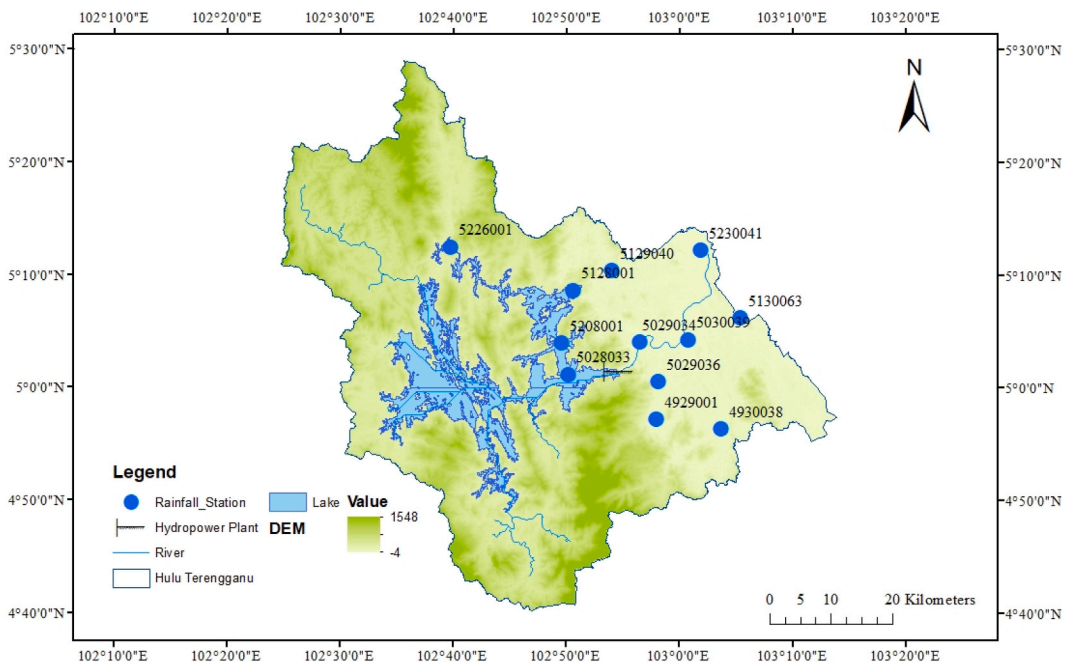 102°10'0"E 102°20'0"E 102°30'0"E 102°40'0"E 102°50'0"E 103°0'0"E 103°10'0"E 103°20'0"E
5°30'0"N 5°30'0"N
N
5°20'0"N 5°20'0"N
5226001 5230041
5129040
5°10'0"N 5128001 5°10'0"N
5130063
5208001 5029034 5030039
5028033 5029036
5°0'0"N 5°0'0"N
4929001 4930038
Legend
Rainfall_Station Lake Value
4°50'0"N 4°50'0"N
1548
Hydropower Plant DEM
-4
River
Hulu Terengganu
4°40'0"N 0 5 10 20 Kilometers 4°40'0"N
102°10'0"E 102°20'0"E 102°30'0"E 102°40'0"E 102°50'0"E 103°0'0"E 103°10'0"E 103°20'0"E